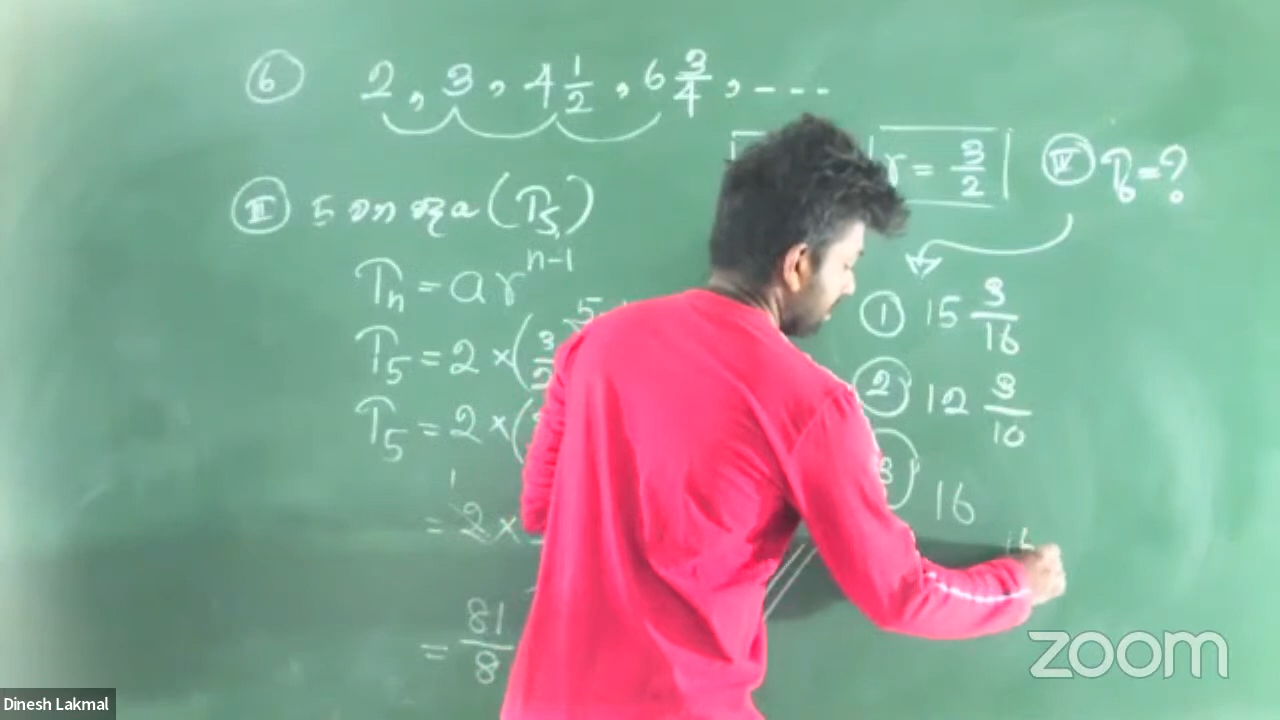 6 2, 3, 4 1/2, 6 3/4, ----
r = 3/2
IV T6=?
II 5 වන පදය (T5)
Tn = ar^n-1
T5 = 2 × (3/2
5
T5 = 2 × (
1
= 2 ×
= 81/8
1 15 3/16
2 12 3/10
3 16
zoom
Dinesh Lakmal